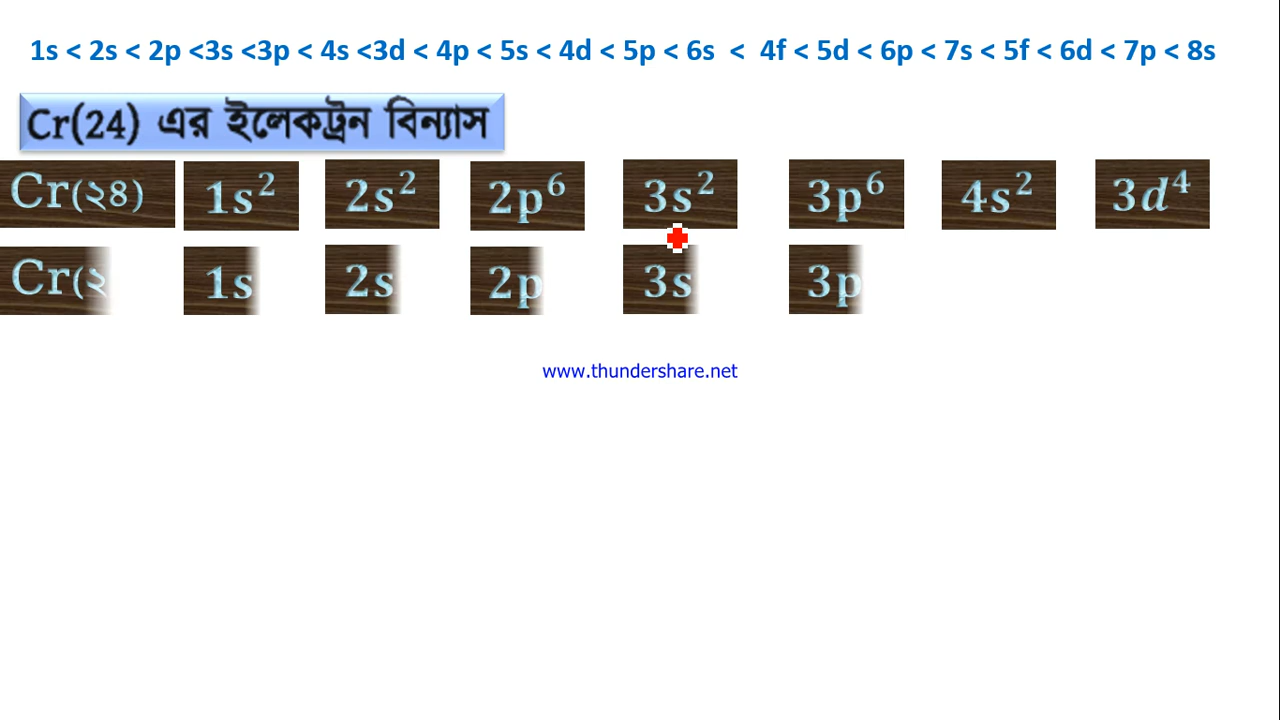 1s < 2s < 2p <3s <3p < 4s <3d < 4p < 5s < 4d < 5p < 6s < 4f < 5d < 6p < 7s < 5f < 6d < 7p < 8s
Cr(24) এর ইলেকট্রন বিন্যাস
Cr(২৪) 1s² 2s² 2p⁶ 3s² 3p⁶ 4s² 3d⁴
Cr(২ 1s 2s 2p 3s 3p
www.thundershare.net